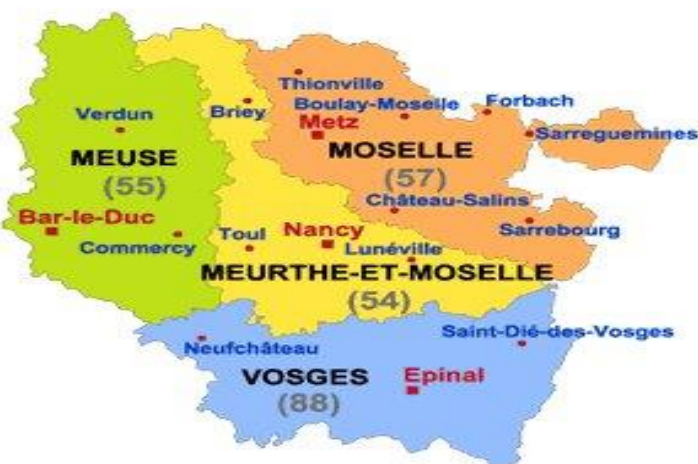 Thionville
Briey
Boulay-Moselle
Forbach
Verdun
Metz
Sarreguemines
MEUSE
(55)
MOSELLE
(57)
Château-Salins
Bar-le-Duc
Commercy
Toul
Nancy
Lunéville
Sarrebourg
MEURTHE-ET-MOSELLE
(54)
Saint-Dié-des-Vosges
Neufchâteau
VOSGES
(88)
Epinal